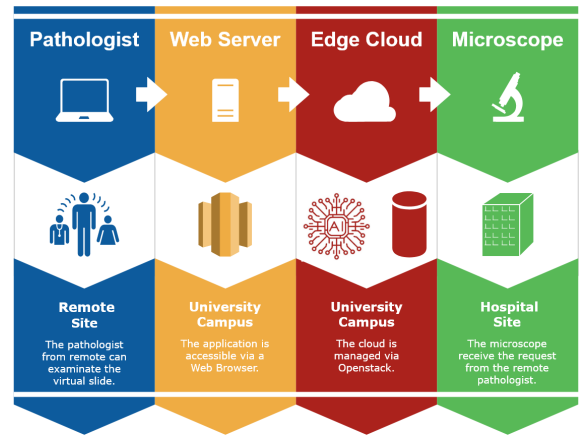 Pathologist
Web Server
Edge Cloud
Microscope
AI
Remote
Site
The pathologist
from remote can
examinate the
virtual slide.
University
Campus
The application is
accessible via a
Web Browser.
University
Campus
The cloud is
managed via
Openstack.
Hospital
Site
The microscope
receive the request
from the remote
pathologist.